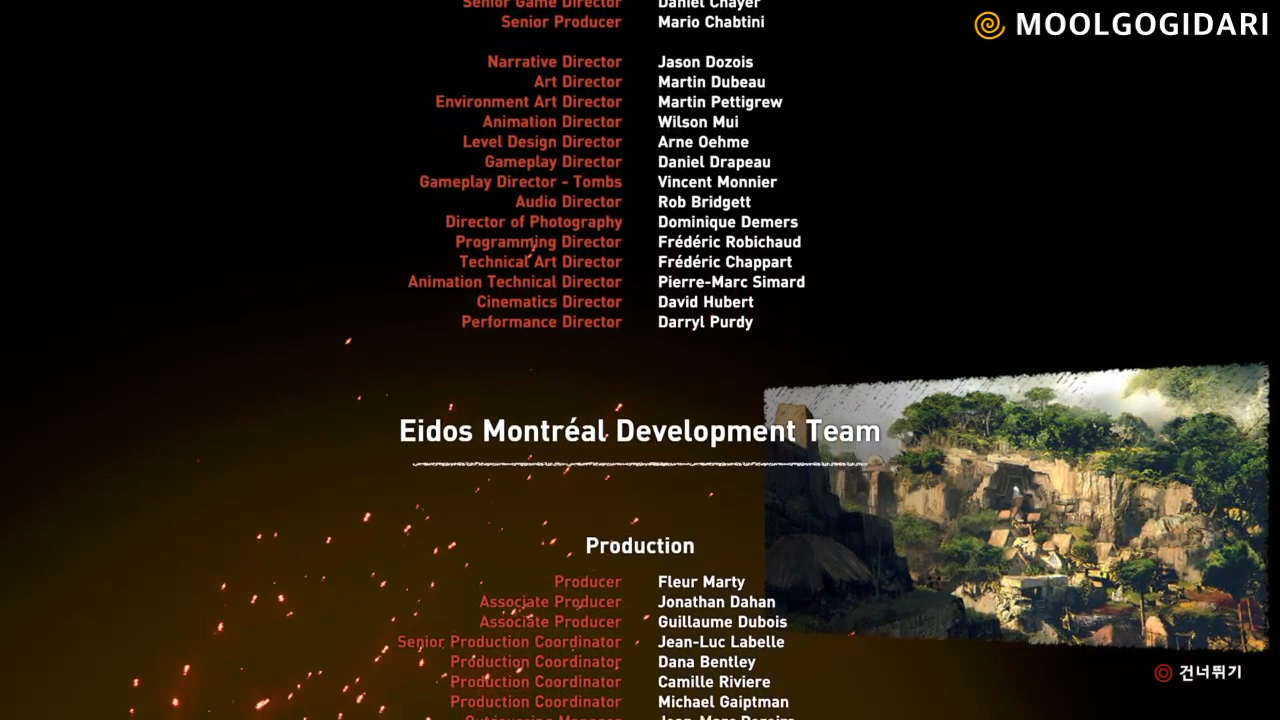 Senior Game Director Daniel Chayer
MOOLGOGIDARI
Senior Producer Mario Chabtini
Narrative Director Jason Dozois
Art Director Martin Dubeau
Environment Art Director Martin Pettigrew
Animation Director Wilson Mui
Level Design Director Arne Oehme
Gameplay Director Daniel Drapeau
Gameplay Director - Tombs Vincent Monnier
Audio Director Rob Bridgett
Director of Photography Dominique Demers
Programming Director Frédéric Robichaud
Technical Art Director Frédéric Chappart
Animation Technical Director Pierre-Marc Simard
Cinematics Director David Hubert
Performance Director Darryl Purdy
Eidos Montréal Development Team
Production
Producer Fleur Marty
Associate Producer Jonathan Dahan
Associate Producer Guillaume Dubois
Senior Production Coordinator Jean-Luc Labelle
Production Coordinator Dana Bentley
건너뛰기
Production Coordinator Camille Riviere
Production Coordinator Michael Gaiptman